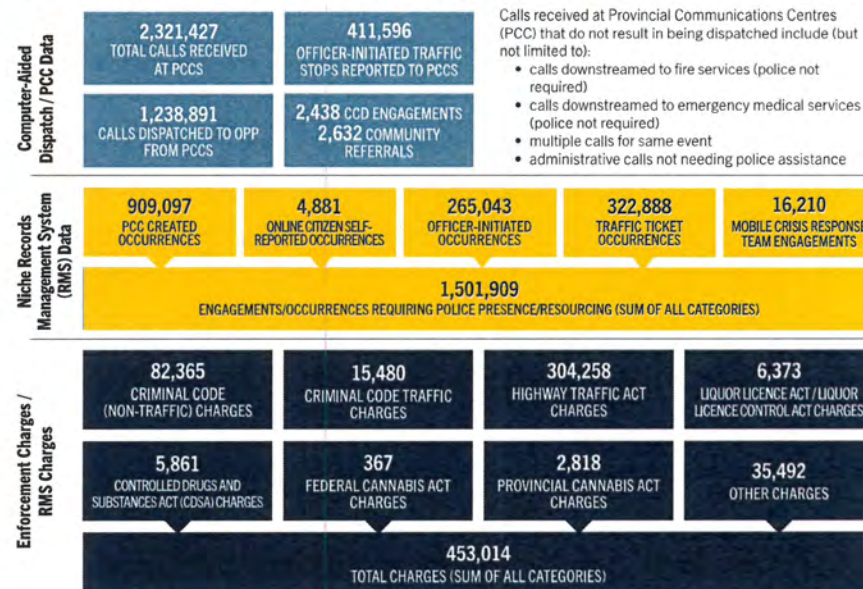 Computer-Aided
Dispatch / PCC Data
2,321,427
TOTAL CALLS RECEIVED
AT PCCS
411,596
OFFICER-INITIATED TRAFFIC
STOPS REPORTED TO PCCS
1,238,891
CALLS DISPATCHED TO OPP
FROM PCCS
2,438 CCD ENGAGEMENTS
2,632 COMMUNITY
REFERRALS
Calls received at Provincial Communications Centres
(PCC) that do not result in being dispatched include (but
not limited to):
• calls downstreamed to fire services (police not
required)
• calls downstreamed to emergency medical services
(police not required)
• multiple calls for same event
• administrative calls not needing police assistance
Niche Records
Management System
(RMS) Data
909,097
PCC CREATED
OCCURRENCES
4,881
ONLINE CITIZEN SELF-
REPORTED OCCURRENCES
265,043
OFFICER-INITIATED
OCCURRENCES
322,888
TRAFFIC TICKET
OCCURRENCES
16,210
MOBILE CRISIS RESPONSE
TEAM ENGAGEMENTS
1,501,909
ENGAGEMENTS/OCCURRENCES REQUIRING POLICE PRESENCE/RESOURCING (SUM OF ALL CATEGORIES)
Enforcement Charges /
RMS Charges
82,365
CRIMINAL CODE
(NON-TRAFFIC) CHARGES
15,480
CRIMINAL CODE TRAFFIC
CHARGES
304,258
HIGHWAY TRAFFIC ACT
CHARGES
6,373
LIQUOR LICENCE ACT / LIQUOR
LICENCE CONTROL ACT CHARGES
5,861
CONTROLLED DRUGS AND
SUBSTANCES ACT (CDSA) CHARGES
367
FEDERAL CANNABIS ACT
CHARGES
2,818
PROVINCIAL CANNABIS ACT
CHARGES
35,492
OTHER CHARGES
453,014
TOTAL CHARGES (SUM OF ALL CATEGORIES)